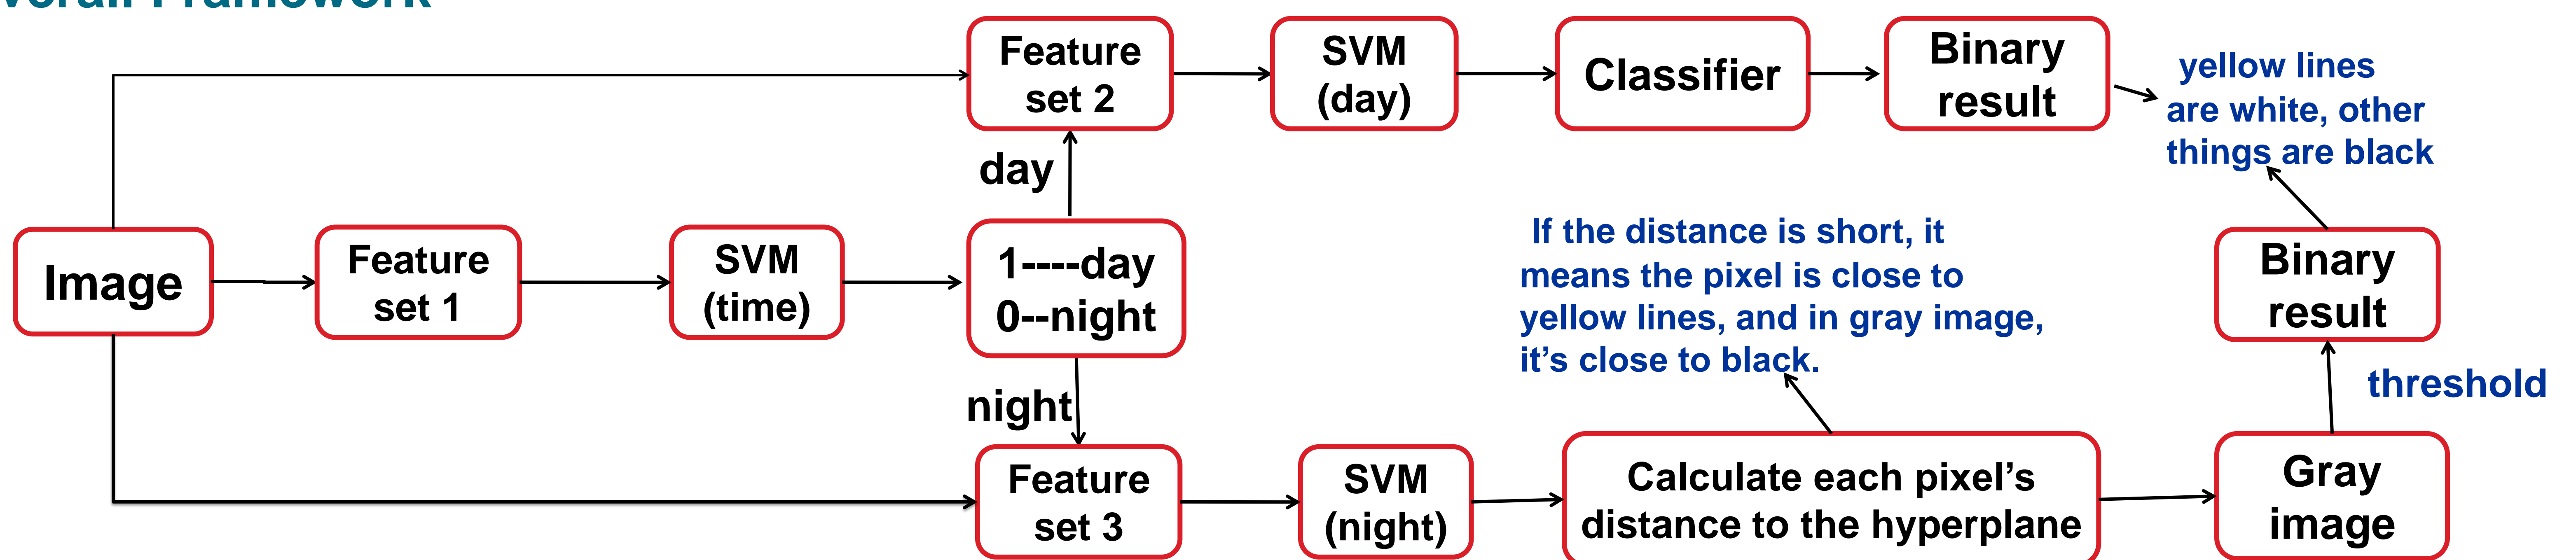 verall Framework
Feature
set 2
SVM
(day)
Classifier
Binary
result
yellow lines
are white, other
things are black
day
Image
Feature
set 1
SVM
(time)
1----day
0--night
If the distance is short, it
means the pixel is close to
yellow lines, and in gray image,
it's close to black.
Binary
result
threshold
night
Feature
set 3
SVM
(night)
Calculate each pixel's
distance to the hyperplane
Gray
image